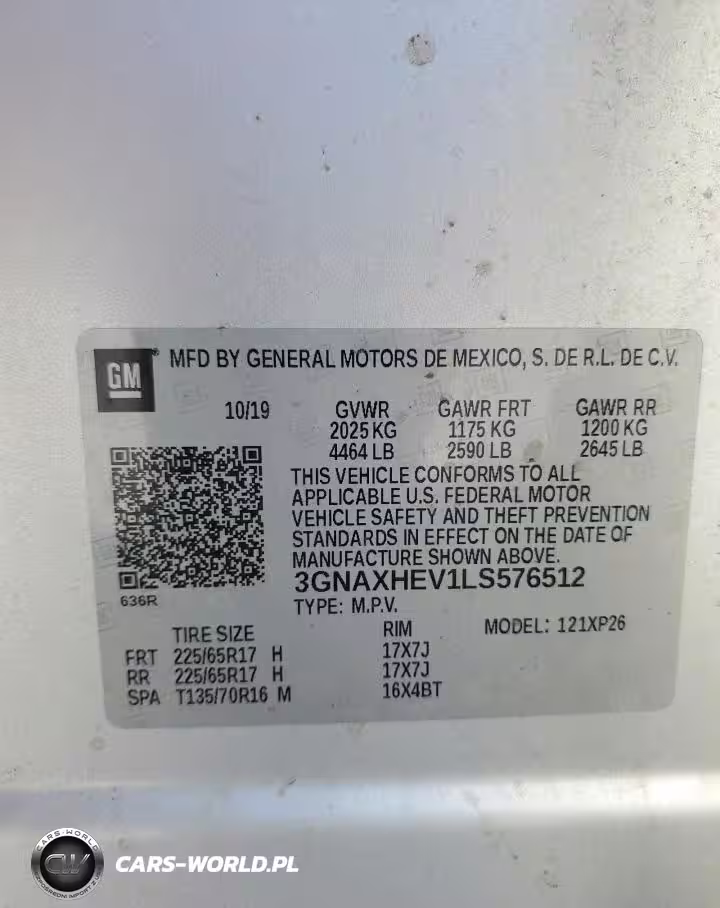 GM MFD BY GENERAL MOTORS DE MEXICO, S. DE R.L. DE C.V.
10/19 GVWR GAWR FRT GAWR RR
2025 KG 1175 KG 1200 KG
4464 LB 2590 LB 2645 LB
THIS VEHICLE CONFORMS TO ALL
APPLICABLE U.S. FEDERAL MOTOR
VEHICLE SAFETY AND THEFT PREVENTION
STANDARDS IN EFFECT ON THE DATE OF
MANUFACTURE SHOWN ABOVE.
3GNAXHEV1LS576512
636R
TYPE: M.P.V.
TIRE SIZE RIM MODEL: 121XP26
FRT 225/65R17 H 17X7J
RR 225/65R17 H 17X7J
SPA T135/70R16 M 16X4BT
CARS-WORLD
CW
CARS-WORLD.PL